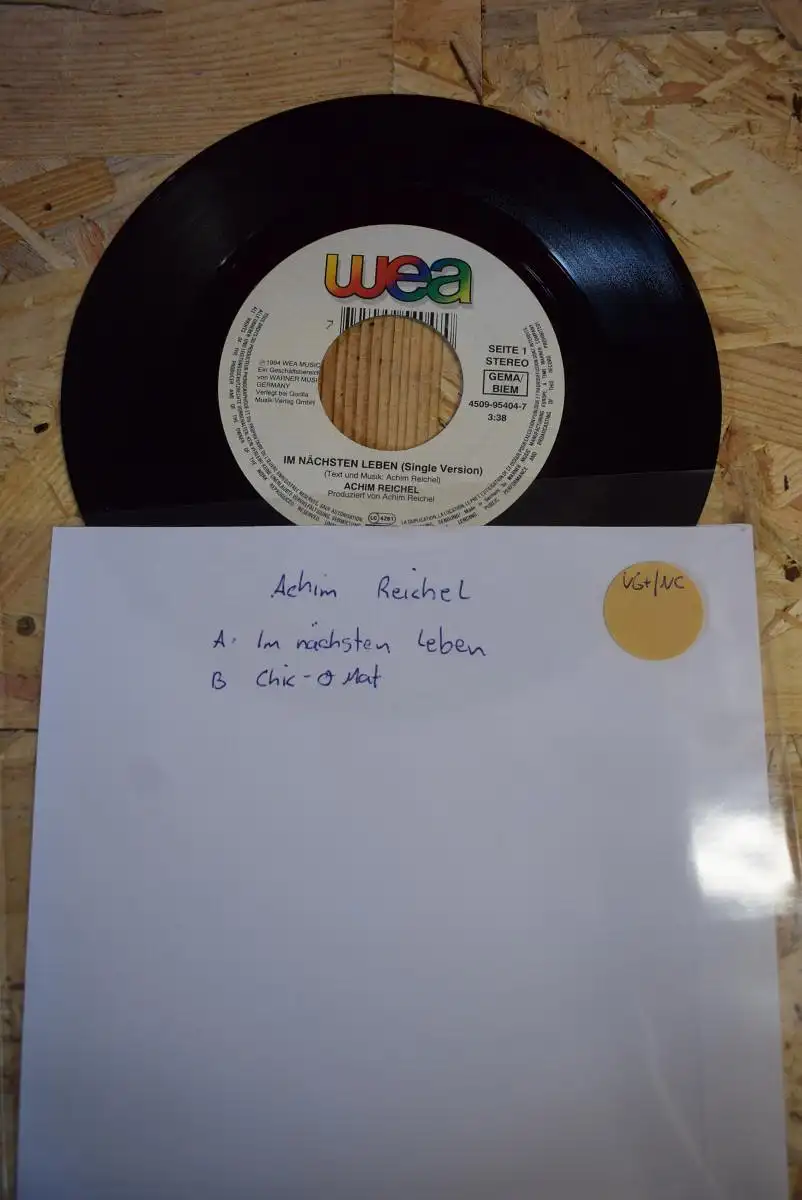 wea
7
SEITE 1
STEREO
GEMA/
BIEM
4509-95404-7
3:38
℗ 1994 WEA MUSIC
Ein Geschäftsbereich
von WARNER MUSI
GERMANY
Verlegt bei Gorilla
Musik-Verlag GmbH
IM NÄCHSTEN LEBEN (Single Version)
(Text und Musik: Achim Reichel)
ACHIM REICHEL
Produziert von Achim Reichel
LC 4281
Achim Reichel
VG+/NC
A. Im nächsten Leben
B Chic-O Mat